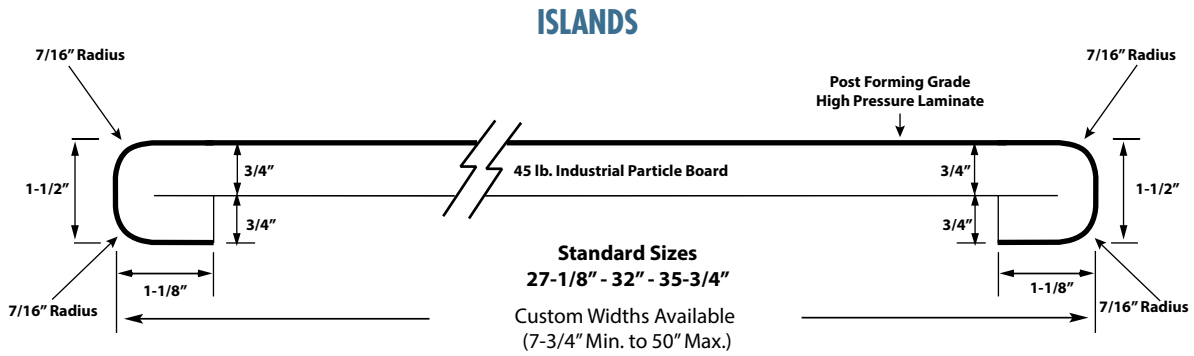 ISLANDS
7/16” Radius
7/16” Radius
Post Forming Grade
High Pressure Laminate
1-1/2”
3/4”
45 lb. Industrial Particle Board
3/4”
1-1/2”
3/4”
3/4”
Standard Sizes
27-1/8” - 32” - 35-3/4”
1-1/8”
1-1/8”
7/16” Radius
7/16” Radius
Custom Widths Available
(7-3/4” Min. to 50” Max.)